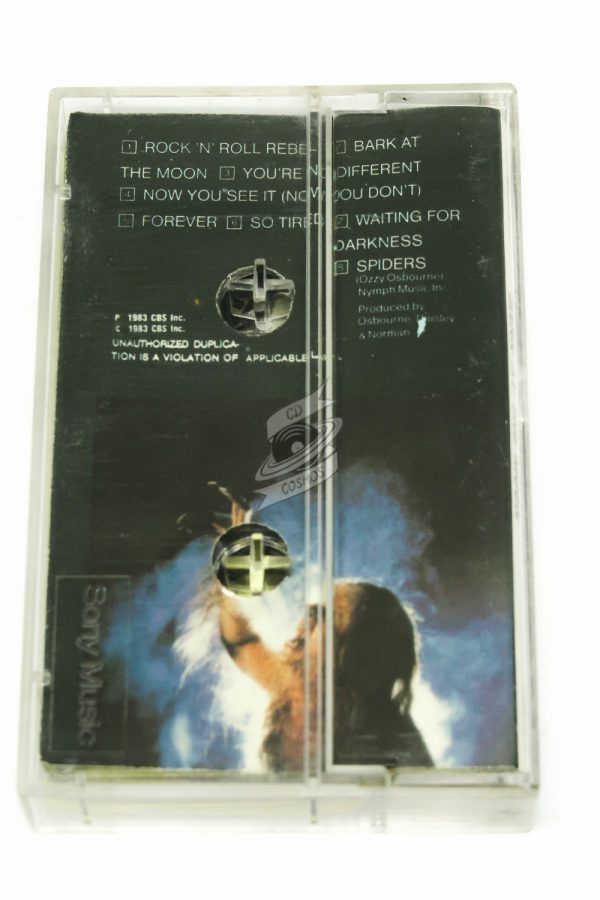 1 ROCK 'N' ROLL REBEL 2 BARK AT
THE MOON 3 YOU'RE NO DIFFERENT
4 NOW YOU SEE IT (NOW YOU DON'T)
5 FOREVER 6 SO TIRED 7 WAITING FOR
DARKNESS
8 SPIDERS
(Ozzy Osbourne)
Nymph Music Inc.
Produced by
Osbourne,
& Norman
P 1983 CBS Inc.
C 1983 CBS Inc.
UNAUTHORIZED DUPLICA-
TION IS A VIOLATION OF APPLICABLE
CD
COSMOS
Sony Music